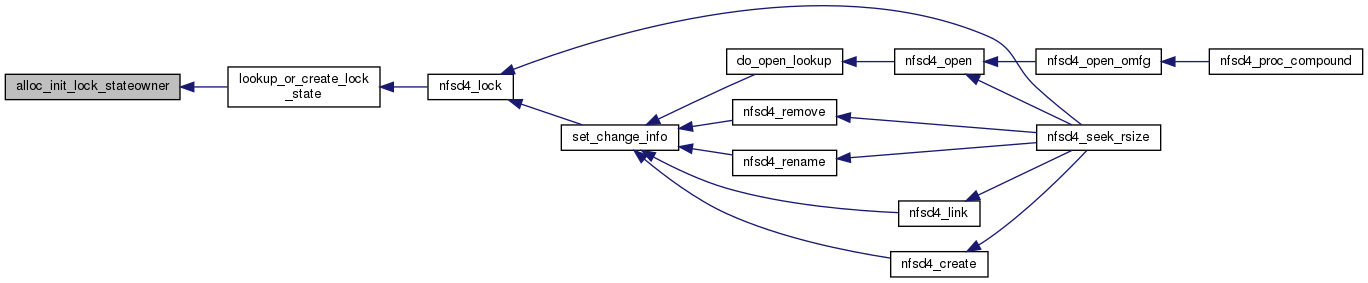 alloc_init_lock_stateowner
lookup_or_create_lock
_state
nfsd4_lock
set_change_info
do_open_lookup
nfsd4_open
nfsd4_open_omfg
nfsd4_proc_compound
nfsd4_remove
nfsd4_seek_rsize
nfsd4_rename
nfsd4_link
nfsd4_create